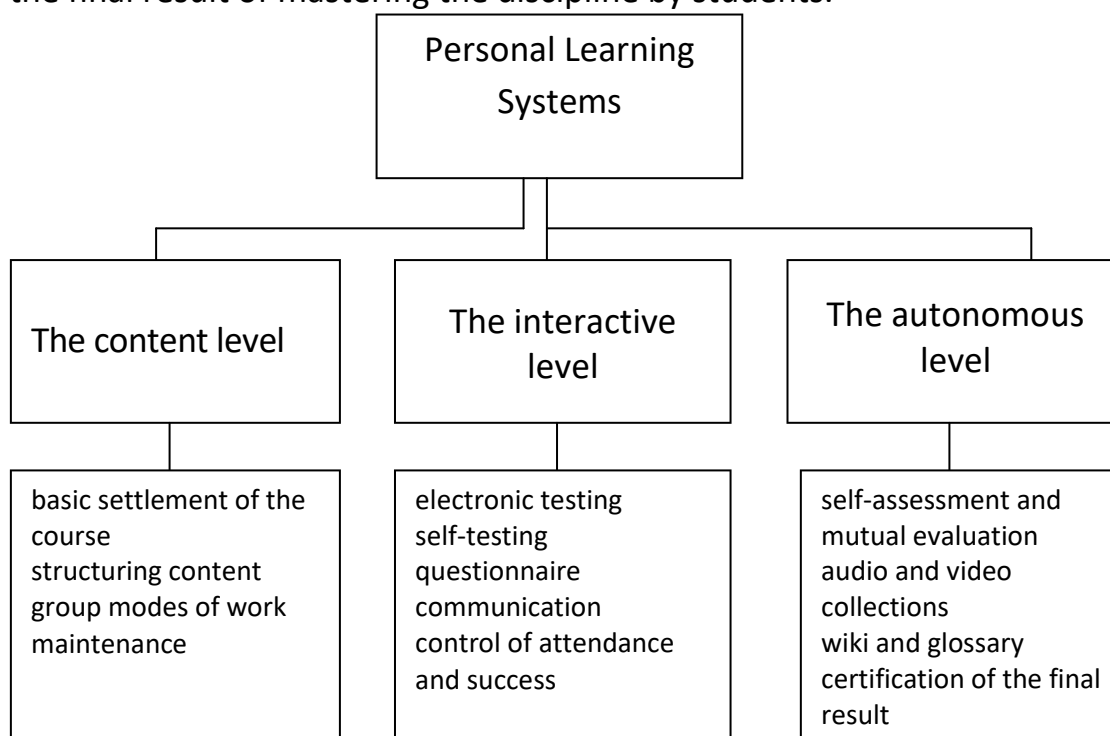 the final result of mastering the discipline by students.
Personal Learning
Systems
The content level
The interactive
level
The autonomous
level
basic settlement of the
course
structuring content
group modes of work
maintenance
electronic testing
self-testing
questionnaire
communication
control of attendance
and success
self-assessment and
mutual evaluation
audio and video
collections
wiki and glossary
certification of the final
result